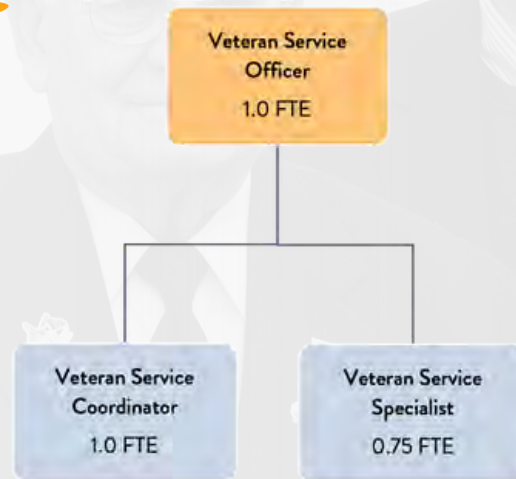 Veteran Service
Officer
1.0 FTE
Veteran Service
Coordinator
1.0 FTE
Veteran Service
Specialist
0.75 FTE